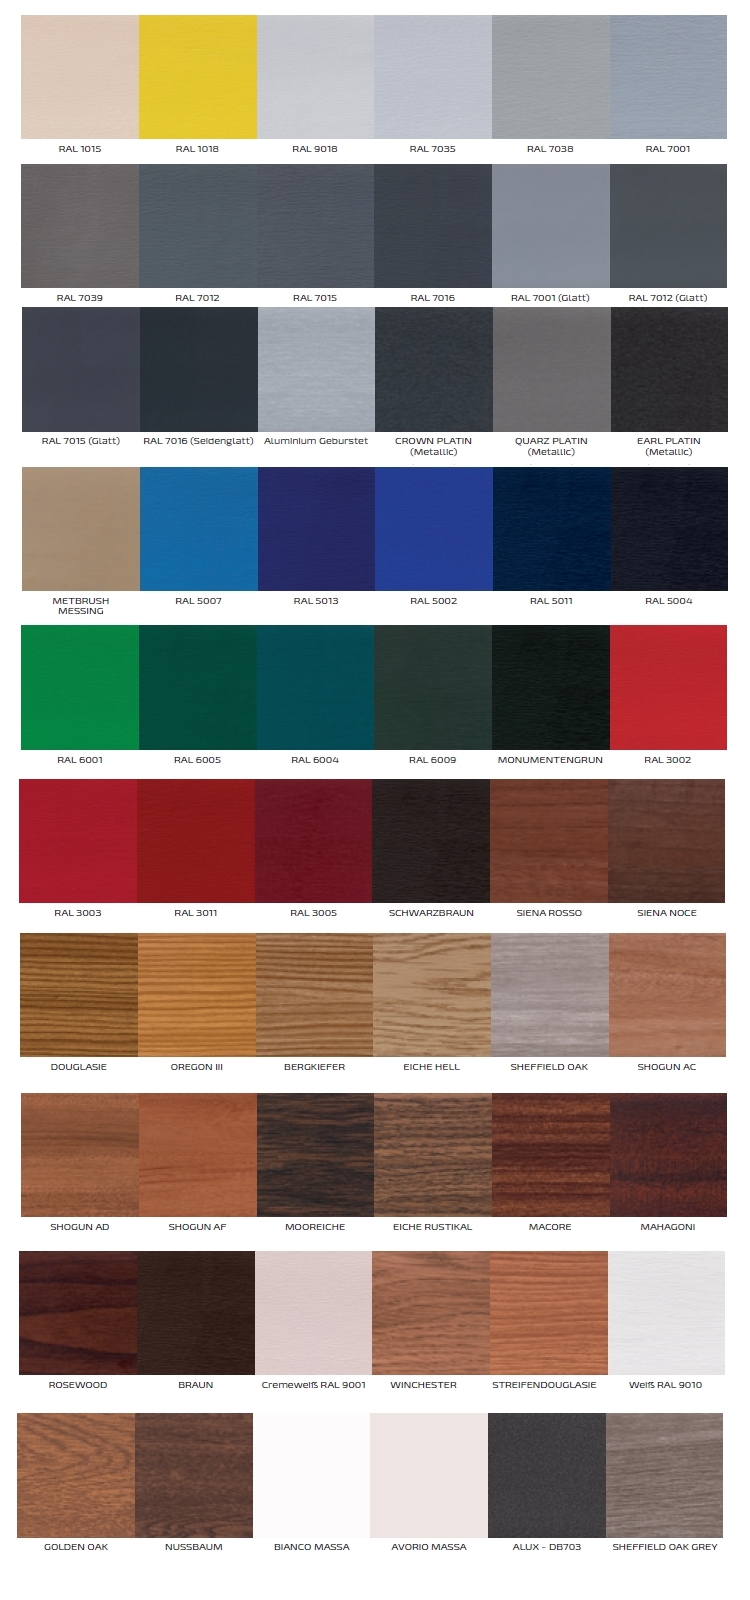 RAL 1015
RAL 1018
RAL 9018
RAL 7035
RAL 7038
RAL 7001
RAL 7039
RAL 7012
RAL 7015
RAL 7016
RAL 7001 (Glatt)
RAL 7012 (Glatt)
RAL 7015 (Glatt)
RAL 7016 (Seidenglatt)
Aluminium Geburstet
CROWN PLATIN
(Metallic)
QUARZ PLATIN
(Metallic)
EARL PLATIN
(Metallic)
METBRUSH
MESSING
RAL 5007
RAL 5013
RAL 5002
RAL 5011
RAL 5004
RAL 6001
RAL 6005
RAL 6004
RAL 6009
MONUMENTENGRUN
RAL 3002
RAL 3003
RAL 3011
RAL 3005
SCHWARZBRAUN
SIENA ROSSO
SIENA NOCE
DOUGLASIE
OREGON III
BERGKIEFER
EICHE HELL
SHEFFIELD OAK
SHOGUN AC
SHOGUN AD
SHOGUN AF
MOOREICHE
EICHE RUSTIKAL
MACORE
MAHAGONI
ROSEWOOD
BRAUN
Cremeweiß RAL 9001
WINCHESTER
STREIFENDOUGLASIE
Weiß RAL 9010
GOLDEN OAK
NUSSBAUM
BIANCO MASSA
AVORIO MASSA
ALUX - DB703
SHEFFIELD OAK GREY